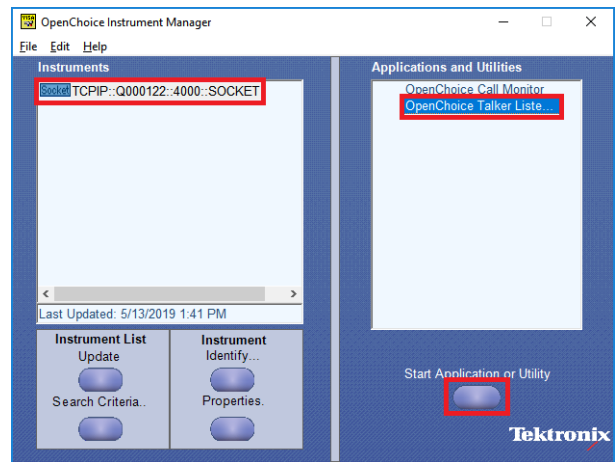 VISA
OpenChoice Instrument Manager
File Edit Help
Instruments
Socket TCPIP::Q000122::4000::SOCKET
Last Updated: 5/13/2019 1:41 PM
Instrument List
Update
Search Criteria..
Instrument
Identify...
Properties.
Applications and Utilities
OpenChoice Call Monitor
OpenChoice Talker Liste...
Start Application or Utility
Tektronix